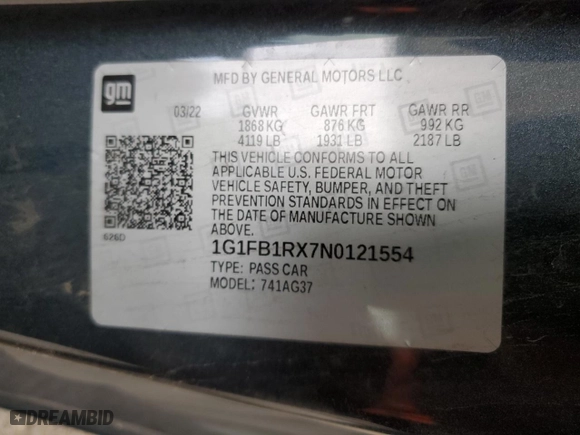 MFD BY GENERAL MOTORS LLC
gm
03/22 GVWR GAWR FRT GAWR RR
1868 KG 876 KG 992 KG
4119 LB 1931 LB 2187 LB
THIS VEHICLE CONFORMS TO ALL
APPLICABLE U.S. FEDERAL MOTOR
VEHICLE SAFETY, BUMPER, AND THEFT
PREVENTION STANDARDS IN EFFECT ON
THE DATE OF MANUFACTURE SHOWN
ABOVE.
626D
1G1FB1RX7N0121554
TYPE: PASS CAR
MODEL: 741AG37
DREAMBID